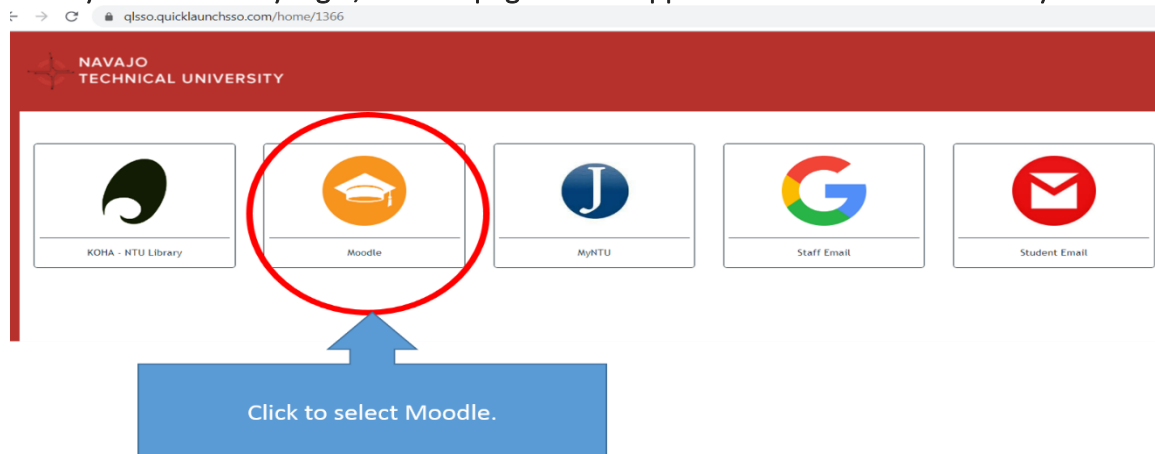 qlsso.quicklaunchsso.com/home/1366
NAVAJO
TECHNICAL UNIVERSITY
J
G
KOHA - NTU Library
Moodle
MyNTU
Staff Email
Student Email
Click to select Moodle.